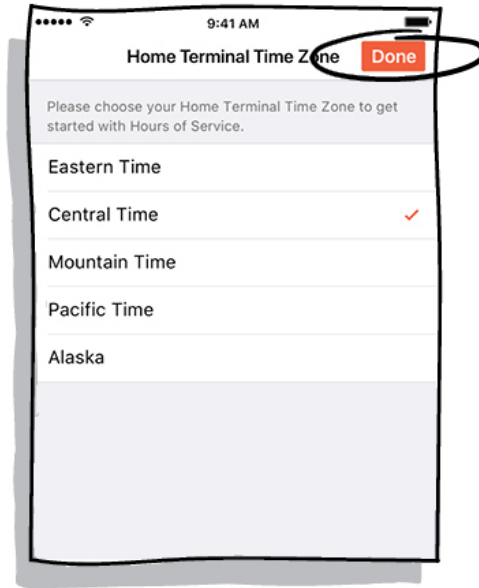 9:41 AM
Home Terminal Time Zone Done
Please choose your Home Terminal Time Zone to get
started with Hours of Service.
Eastern Time
Central Time
Mountain Time
Pacific Time
Alaska